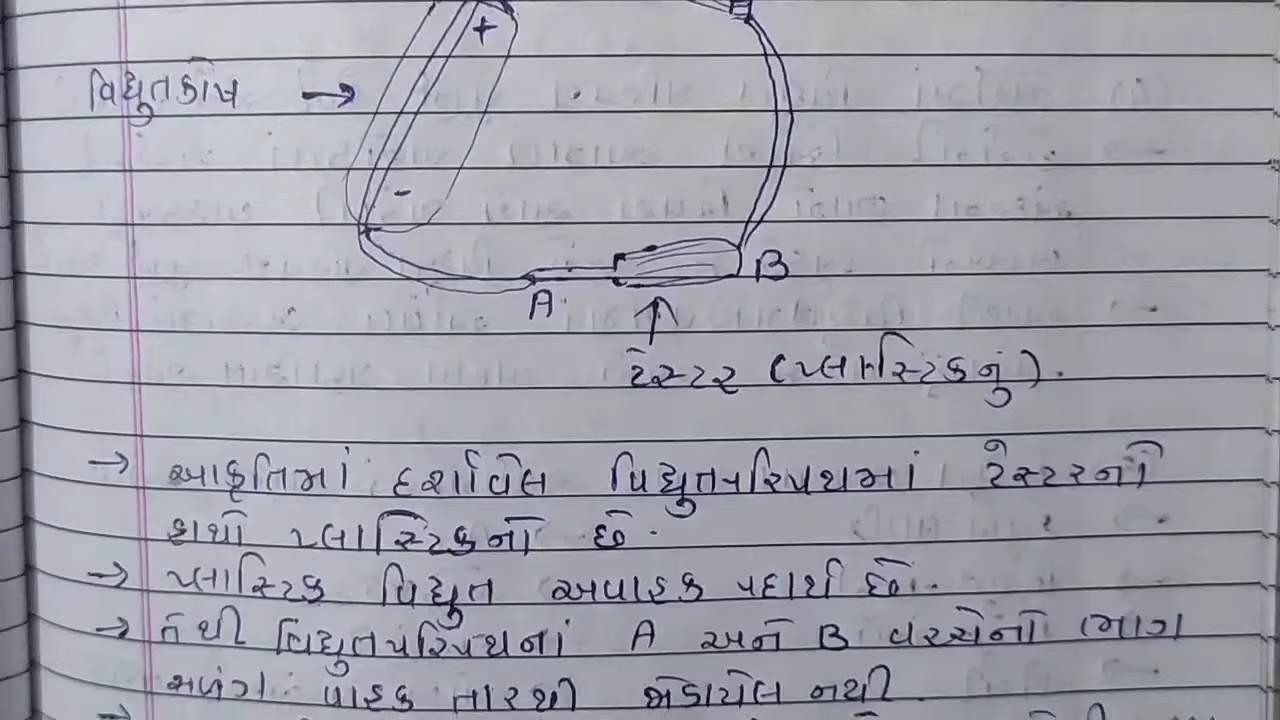 +
વિદ્યુતકોષ →
-
A
B
ટેસ્ટર (પ્લાસ્ટિકનું).
→ આકૃતિમાં દર્શાવેલ વિદ્યુતપરિપથમાં ટેસ્ટરનો
હાથો પ્લાસ્ટિકનો છે.
→ પ્લાસ્ટિક વિદ્યુત અવાહક પદાર્થ છે.
→ તેથી વિદ્યુતપરિપથનાં A અને B વચ્ચેનો ભાગ
સળંગ વાહક તારથી જોડાયેલ નથી.